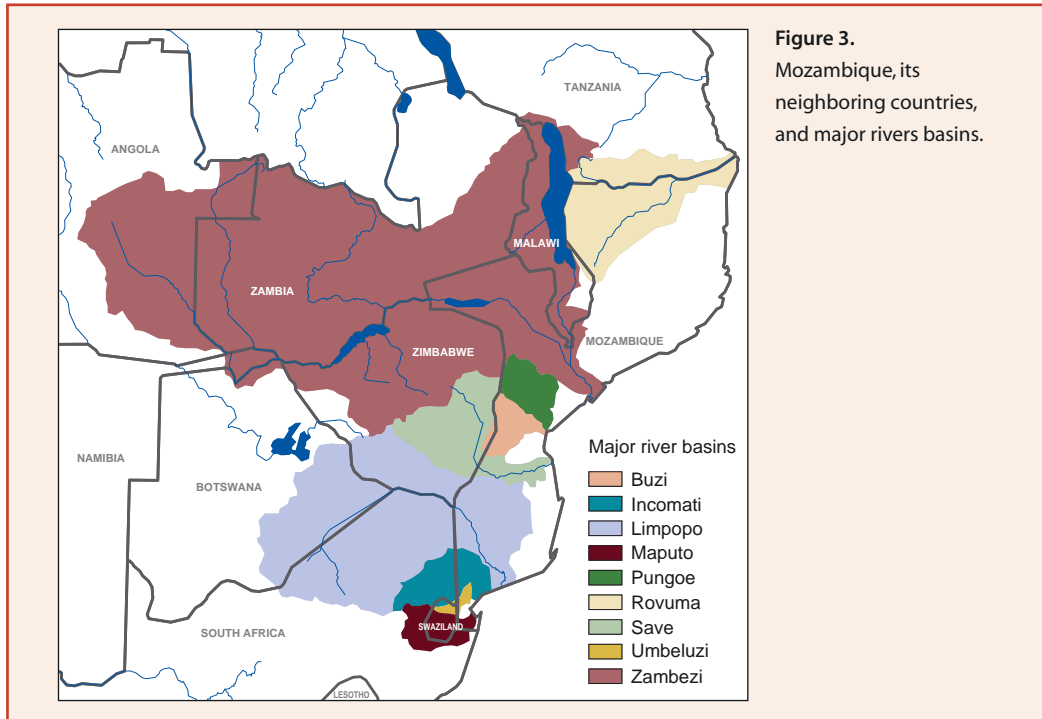 Figure 3.
Mozambique, its
neighboring countries,
and major rivers basins.
TANZANIA
ANGOLA
MALAWI
ZAMBIA
MOZAMBIQUE
ZIMBABWE
NAMIBIA
BOTSWANA
SOUTH AFRICA
SWAZILAND
LESOTHO
Major river basins
Buzi
Incomati
Limpopo
Maputo
Pungoe
Rovuma
Save
Umbeluzi
Zambezi